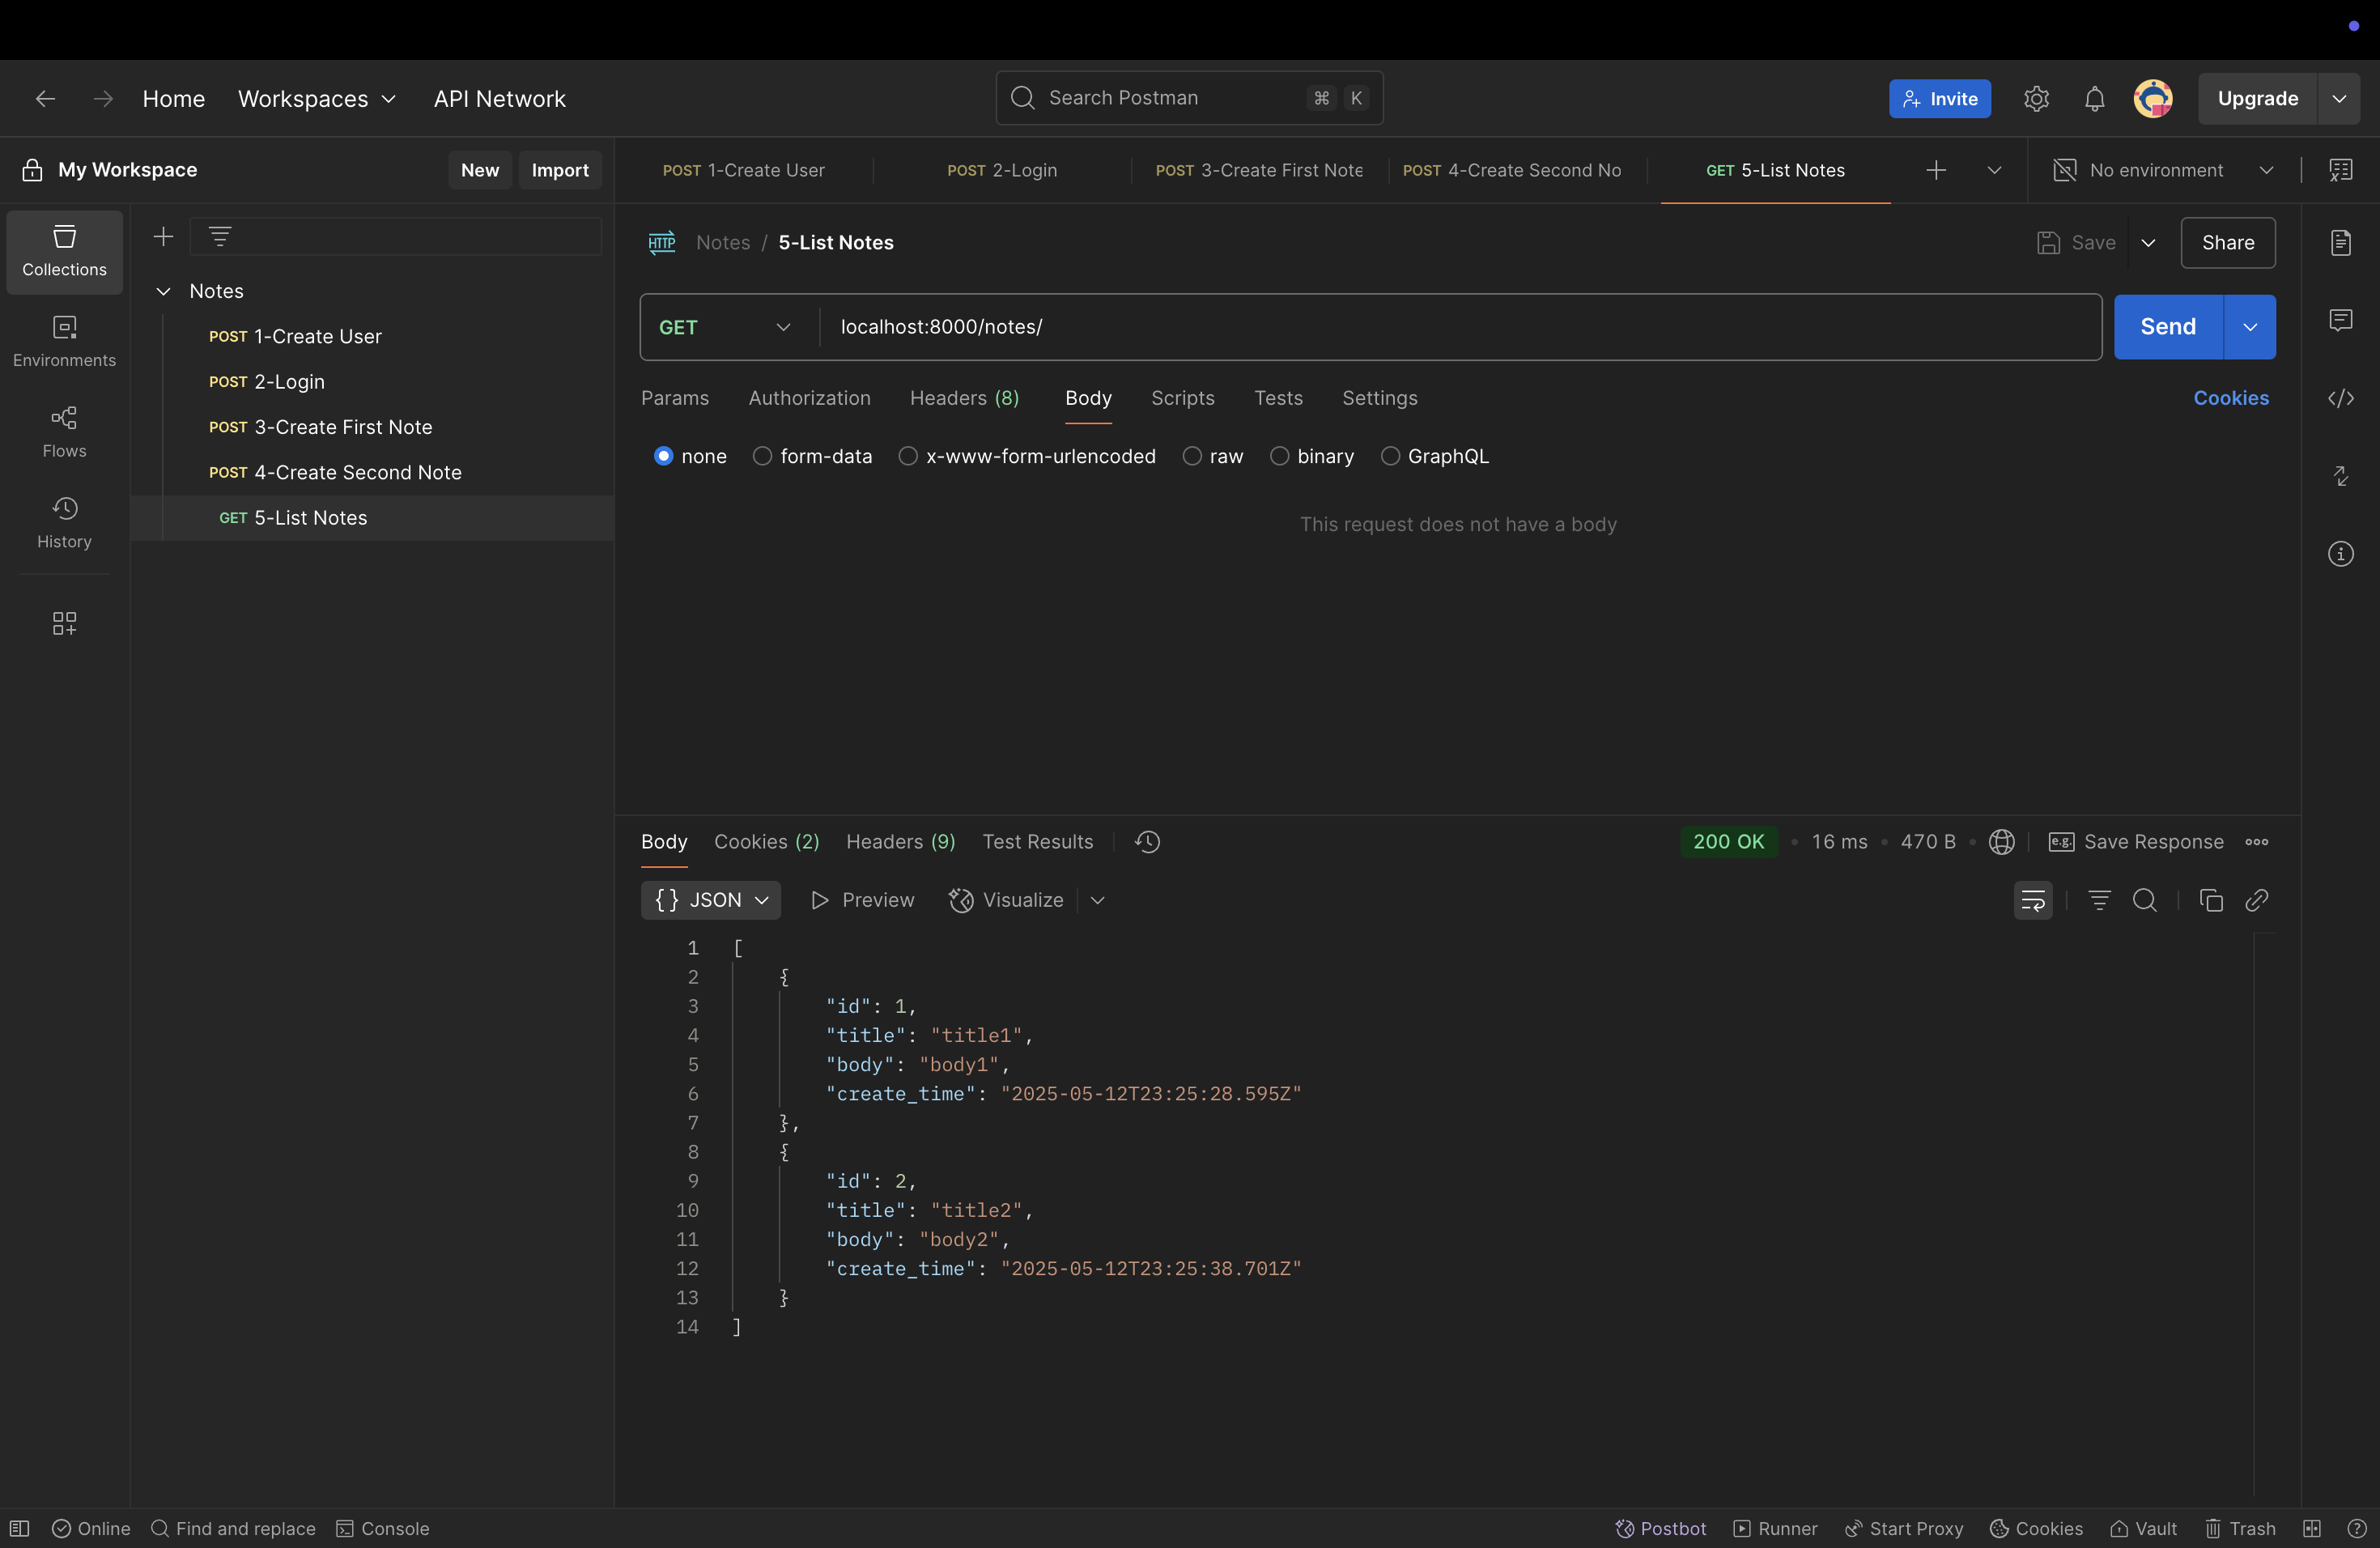 Home Workspaces API Network Search Postman ⌘ K Invite Upgrade
My Workspace New Import
POST 1-Create User POST 2-Login POST 3-Create First Note POST 4-Create Second No GET 5-List Notes No environment
Collections
Environments
Flows
History
Notes
POST 1-Create User
POST 2-Login
POST 3-Create First Note
POST 4-Create Second Note
GET 5-List Notes
HTTP Notes / 5-List Notes Save Share
GET localhost:8000/notes/ Send
Params Authorization Headers (8) Body Scripts Tests Settings Cookies
none form-data x-www-form-urlencoded raw binary GraphQL
This request does not have a body
Body Cookies (2) Headers (9) Test Results 200 OK • 16 ms • 470 B • e.g. Save Response
{} JSON Preview Visualize
1 [
2 {
3 "id": 1,
4 "title": "title1",
5 "body": "body1",
6 "create_time": "2025-05-12T23:25:28.595Z"
7 },
8 {
9 "id": 2,
10 "title": "title2",
11 "body": "body2",
12 "create_time": "2025-05-12T23:25:38.701Z"
13 }
14 ]
Online Find and replace Console Postbot Runner Start Proxy Cookies Vault Trash